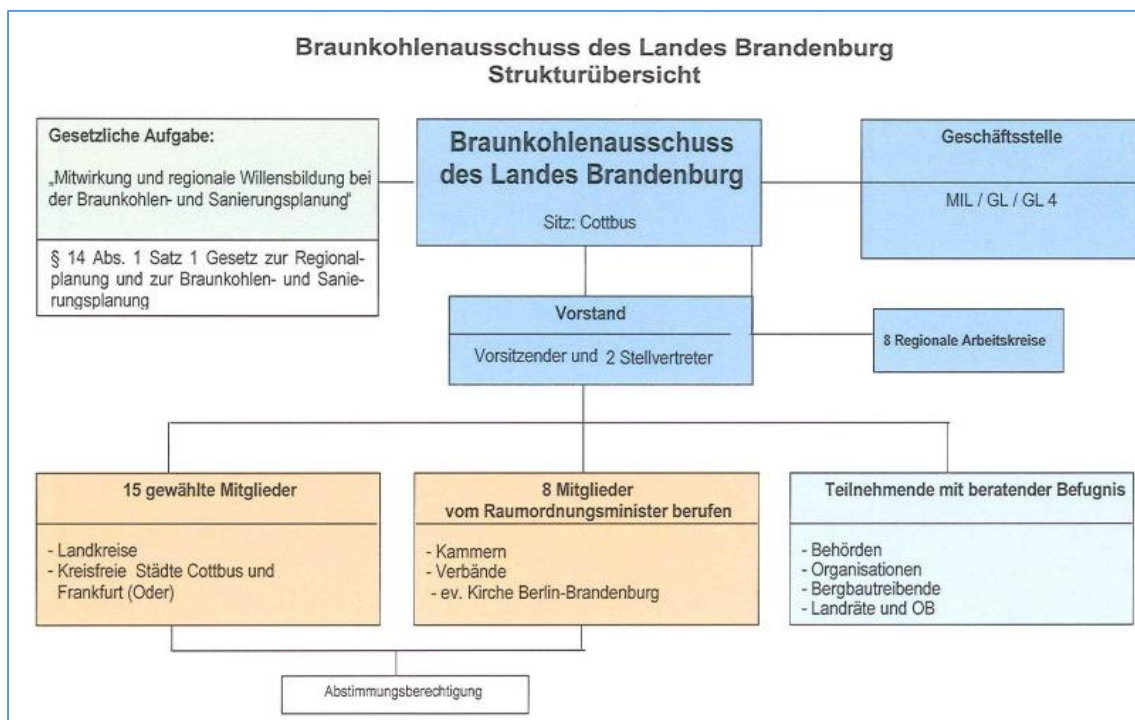 Braunkohlenausschuss des Landes Brandenburg
Strukturübersicht
Gesetzliche Aufgabe:
„Mitwirkung und regionale Willensbildung bei
der Braunkohlen- und Sanierungsplanung“
§ 14 Abs. 1 Satz 1 Gesetz zur Regional-
planung und zur Braunkohlen- und Sanie-
rungsplanung
Braunkohlenausschuss
des Landes Brandenburg
Sitz: Cottbus
Geschäftsstelle
MIL / GL / GL 4
Vorstand
Vorsitzender und 2 Stellvertreter
8 Regionale Arbeitskreise
15 gewählte Mitglieder
- Landkreise
- Kreisfreie Städte Cottbus und
Frankfurt (Oder)
8 Mitglieder
vom Raumordnungsminister berufen
- Kammern
- Verbände
- ev. Kirche Berlin-Brandenburg
Teilnehmende mit beratender Befugnis
- Behörden
- Organisationen
- Bergbautreibende
- Landräte und OB
Abstimmungsberechtigung